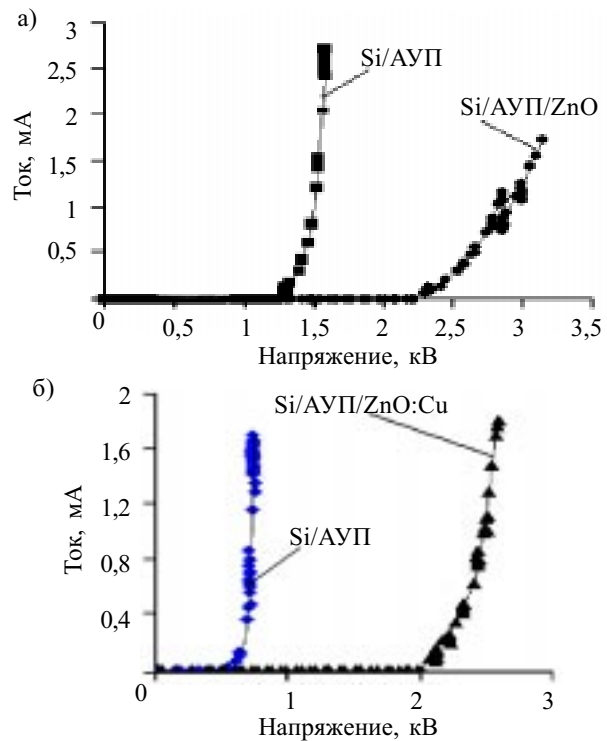 а)
3
Si/АУП
2,5
Si/АУП/ZnO
2
1,5
1
0,5
Ток, мА
0 0,5 1 1,5 2 2,5 3 3,5
Напряжение, кВ
б)
2
Si/АУП/ZnO:Cu
1,6
1,2
Si/АУП
0,8
0,4
Ток, мА
0 1 2 3
Напряжение, кВ